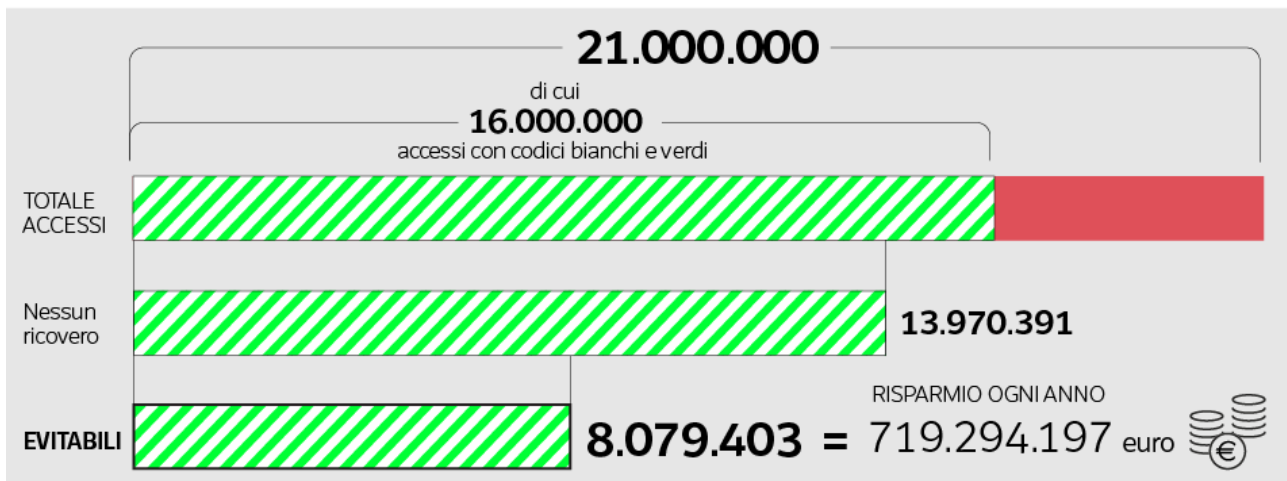 21.000.000
di cui
16.000.000
accessi con codici bianchi e verdi
TOTALE
ACCESSI
Nessun
ricovero
13.970.391
EVITABILI
8.079.403 =
RISPARMIO OGNI ANNO
719.294.197 euro
€